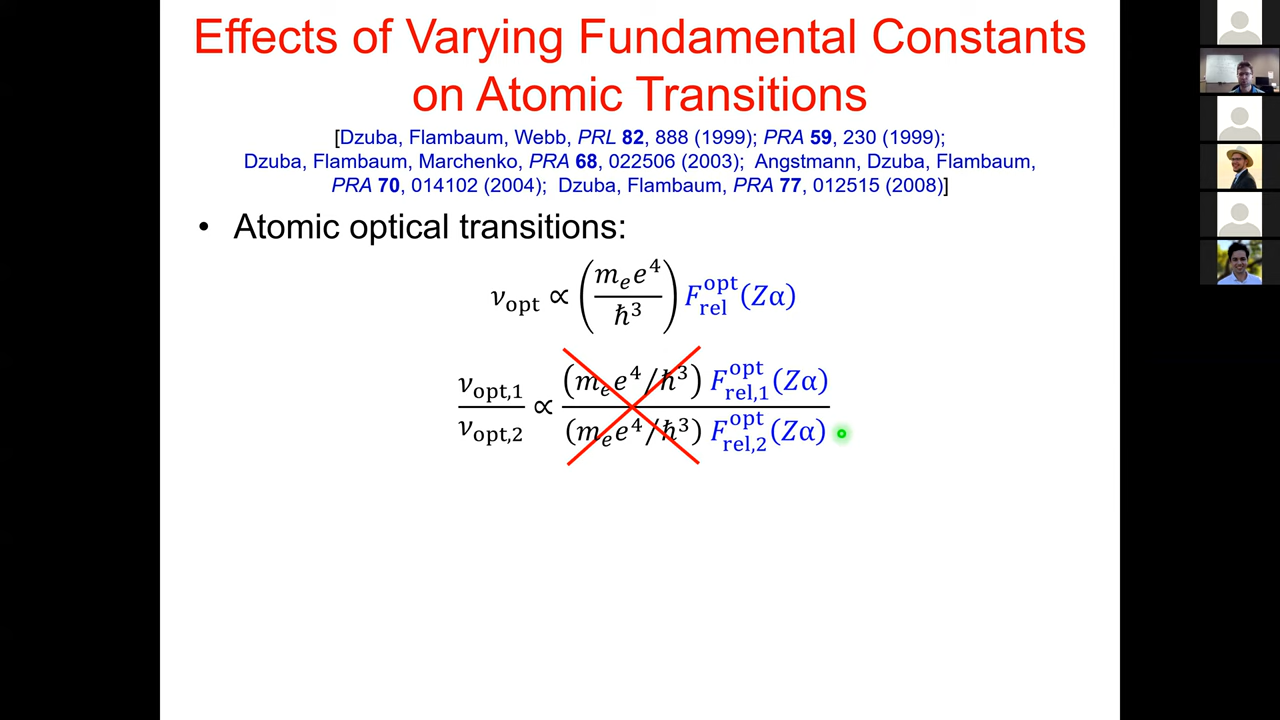 Effects of Varying Fundamental Constants
on Atomic Transitions
[Dzuba, Flambaum, Webb, PRL 82, 888 (1999); PRA 59, 230 (1999);
Dzuba, Flambaum, Marchenko, PRA 68, 022506 (2003); Angstmann, Dzuba, Flambaum,
PRA 70, 014102 (2004); Dzuba, Flambaum, PRA 77, 012515 (2008)]
• Atomic optical transitions:
ν_opt ∝ (m_e e^4 / ħ^3) F_rel^opt (Zα)
ν_opt,1 / ν_opt,2 ∝ (m_e e^4/ħ^3) F_rel,1^opt (Zα) / (m_e e^4/ħ^3) F_rel,2^opt (Zα)